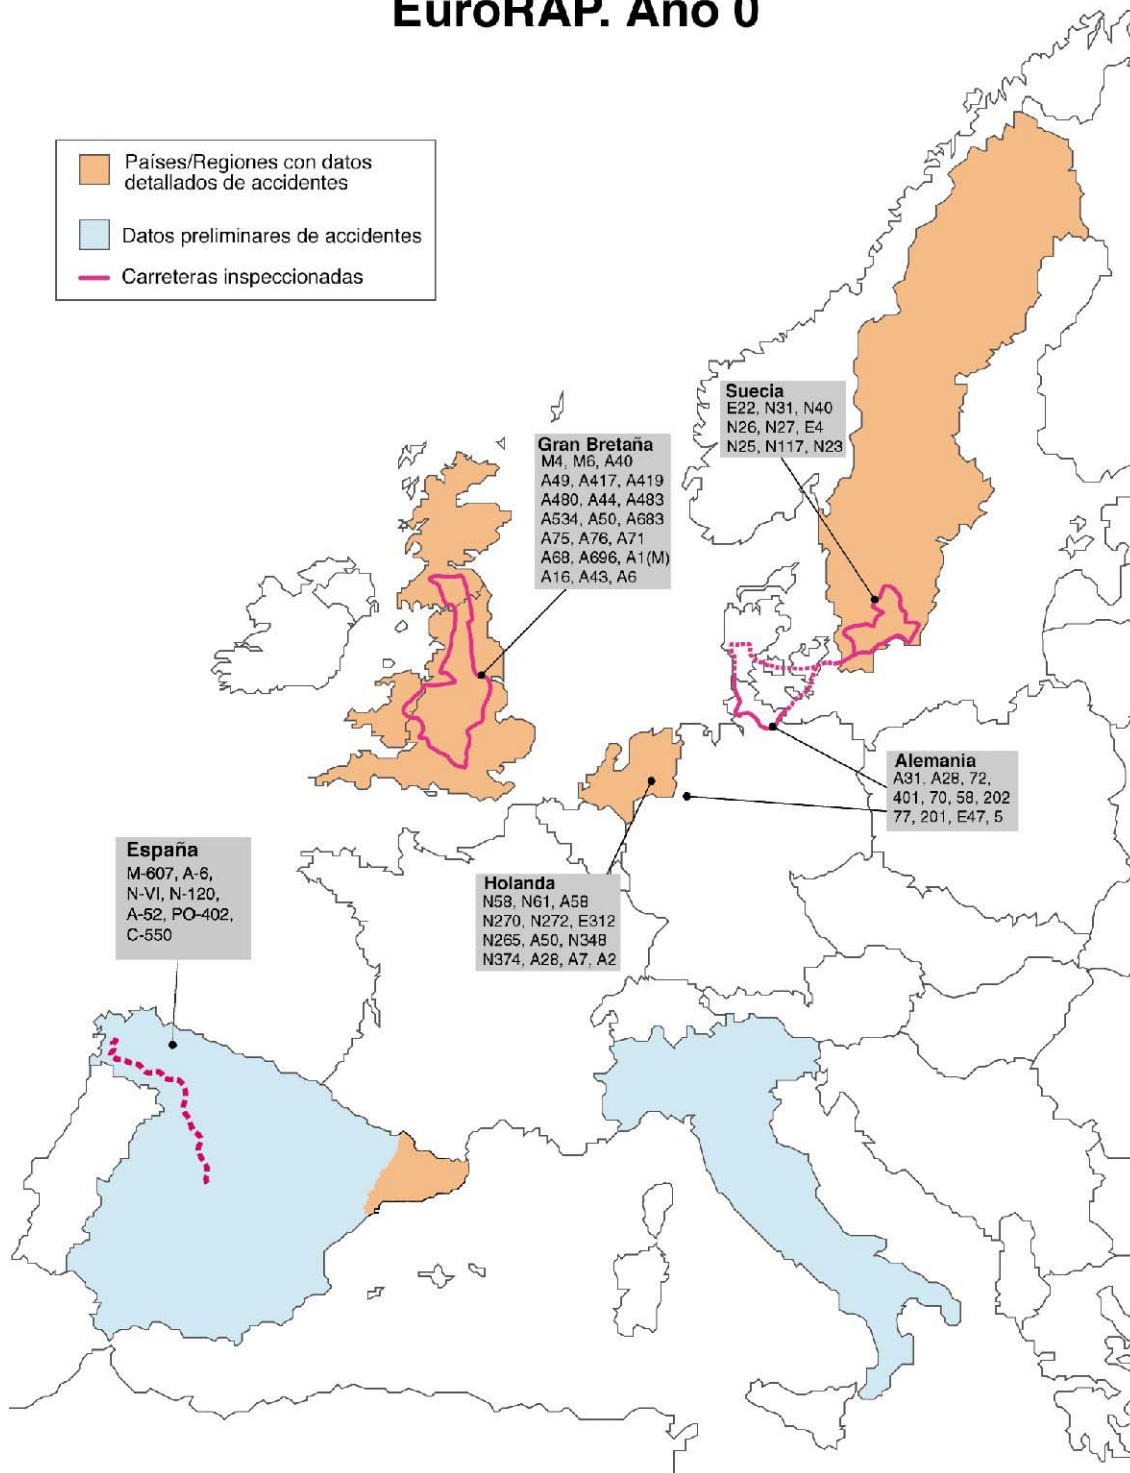 EuroRAP. Año 0
Países/Regiones con datos
detallados de accidentes
Datos preliminares de accidentes
Carreteras inspeccionadas
Suecia
E22, N31, N40
N26, N27, E4
N25, N117, N23
Gran Bretaña
M4, M6, A40
A49, A417, A419
A480, A44, A483
A534, A50, A683
A75, A76, A71
A68, A696, A1(M)
A16, A43, A6
Alemania
A31, A28, 72,
401, 70, 58, 202
77, 201, E47, 5
España
M-607, A-6,
N-VI, N-120,
A-52, PO-402,
C-550
Holanda
N58, N61, A58
N270, N272, E312
N265, A50, N348
N374, A28, A7, A2